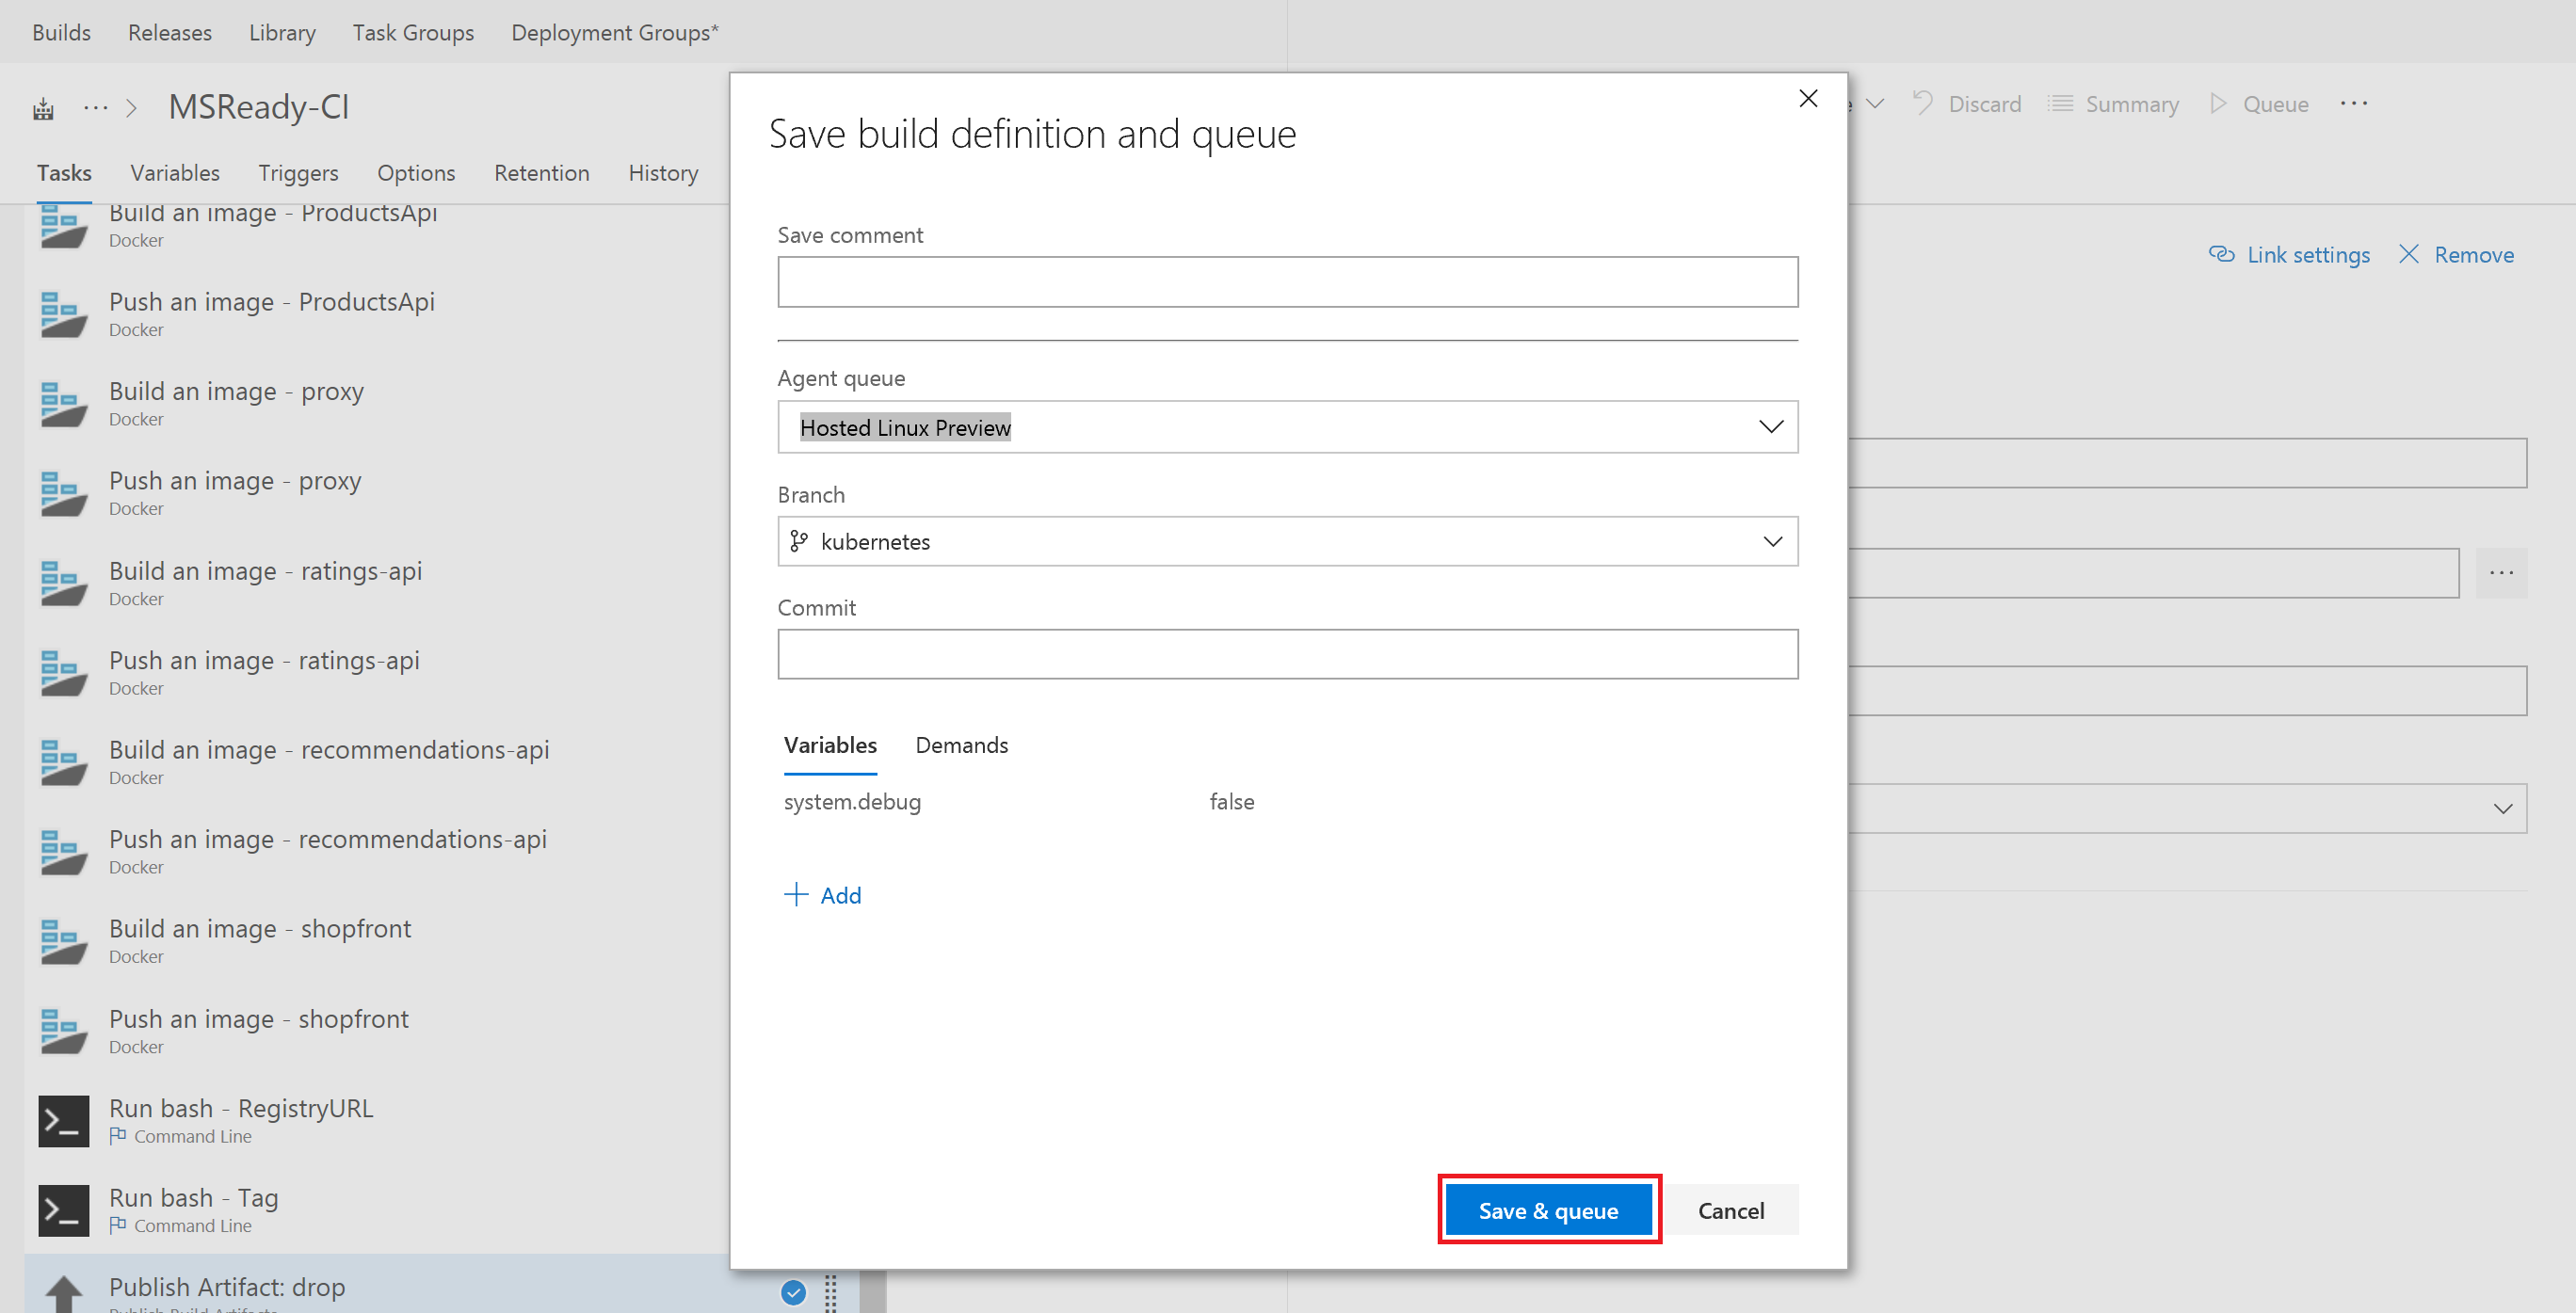 Builds Releases Library Task Groups Deployment Groups*
··· > MSReady-CI
Discard Summary Queue ···
Tasks Variables Triggers Options Retention History
Build an image - ProductsApi
Docker
Push an image - ProductsApi
Docker
Build an image - proxy
Docker
Push an image - proxy
Docker
Build an image - ratings-api
Docker
Push an image - ratings-api
Docker
Build an image - recommendations-api
Docker
Push an image - recommendations-api
Docker
Build an image - shopfront
Docker
Push an image - shopfront
Docker
Run bash - RegistryURL
Command Line
Run bash - Tag
Command Line
Publish Artifact: drop
Save build definition and queue
Save comment
Agent queue
Hosted Linux Preview
Branch
kubernetes
Commit
Variables Demands
system.debug false
Add
Save & queue Cancel
Link settings Remove
···